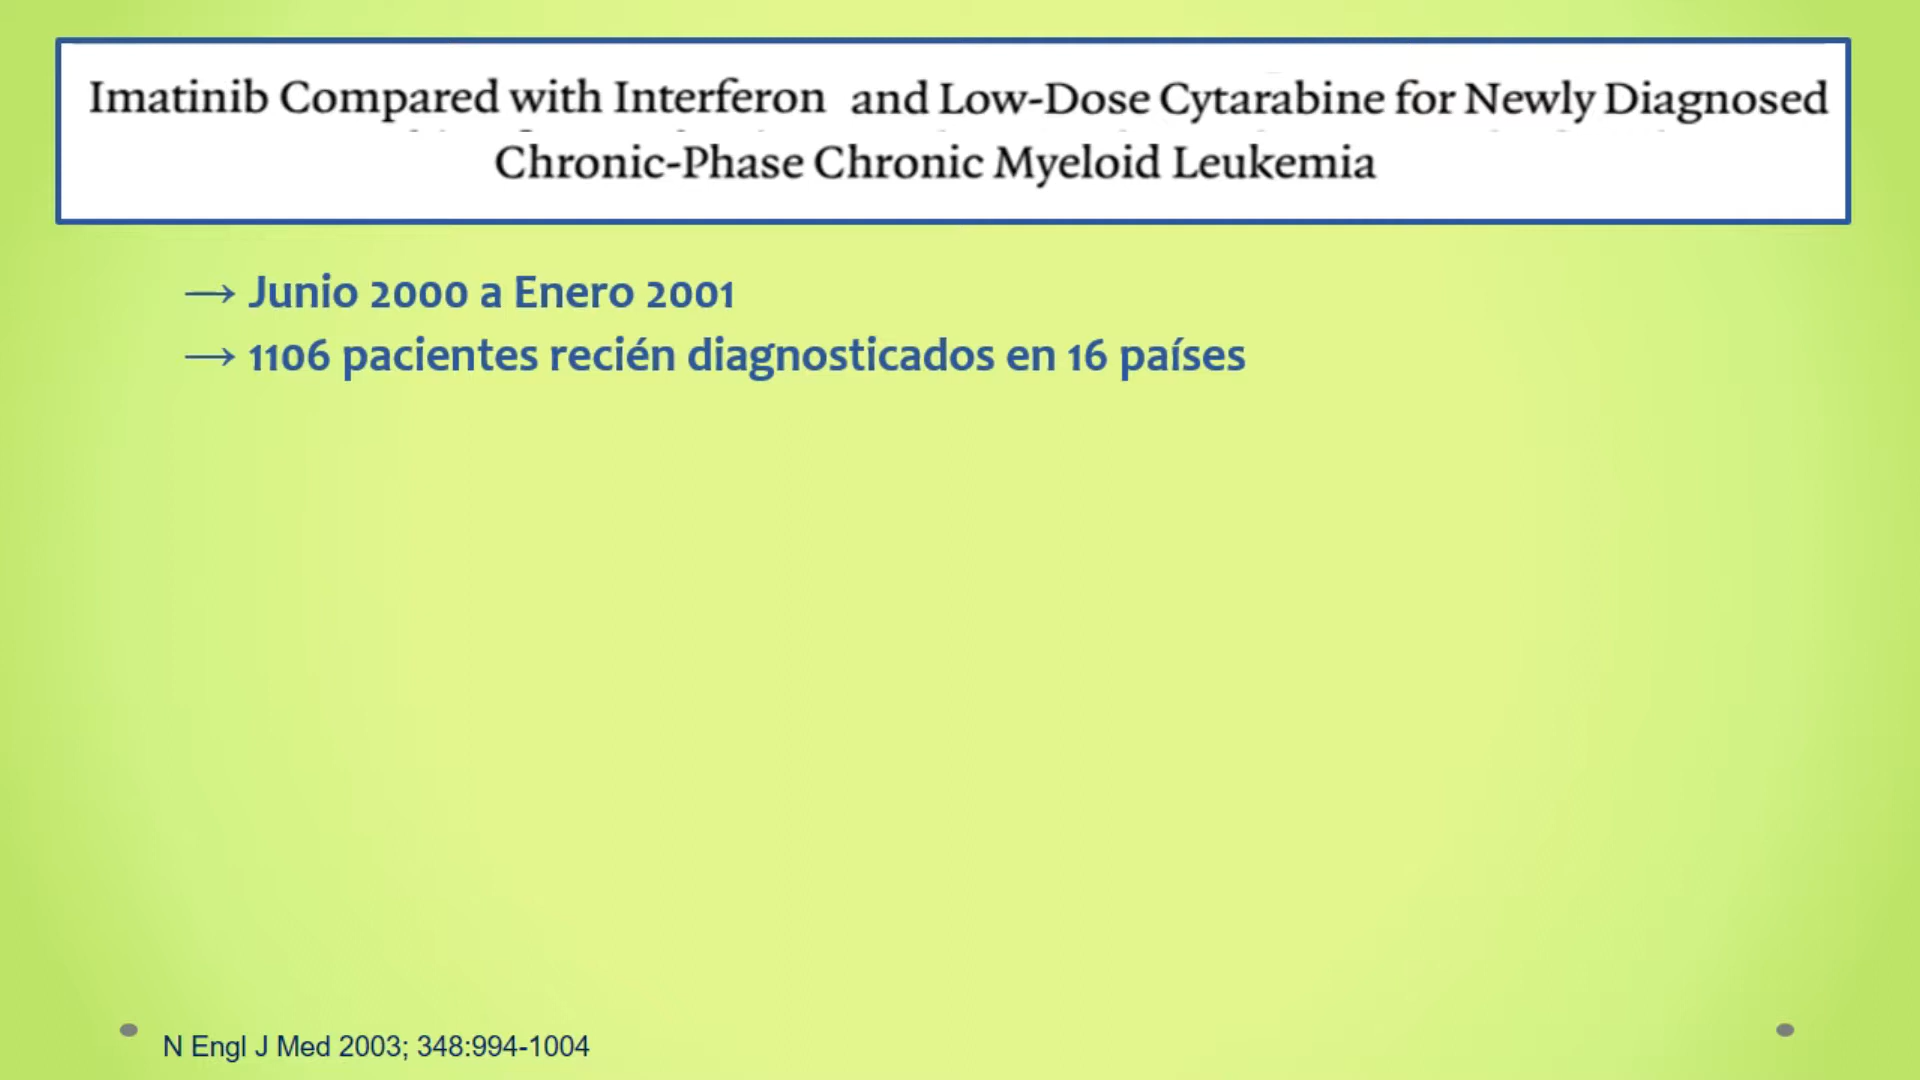 Imatinib Compared with Interferon and Low-Dose Cytarabine for Newly Diagnosed
Chronic-Phase Chronic Myeloid Leukemia
→ Junio 2000 a Enero 2001
→ 1106 pacientes recién diagnosticados en 16 países
N Engl J Med 2003; 348:994-1004